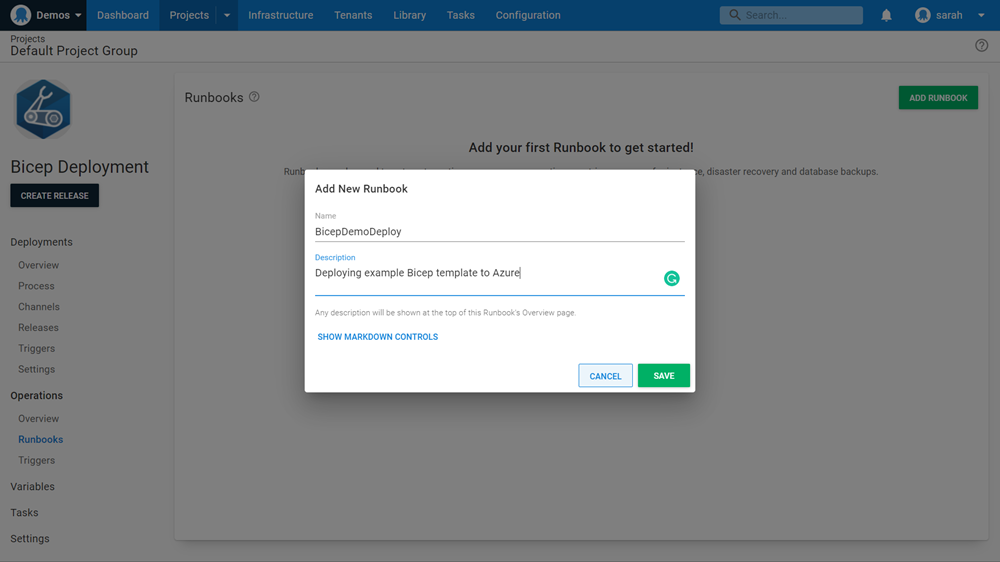 Demos
Dashboard
Projects
Infrastructure
Tenants
Library
Tasks
Configuration
Search...
sarah
Projects
Default Project Group
Bicep Deployment
CREATE RELEASE
Deployments
Overview
Process
Channels
Releases
Triggers
Settings
Operations
Overview
Runbooks
Triggers
Variables
Tasks
Settings
Runbooks
ADD RUNBOOK
Add your first Runbook to get started!
disaster recovery and database backups.
Add New Runbook
Name
BicepDemoDeploy
Description
Deploying example Bicep template to Azure
Any description will be shown at the top of this Runbook's Overview page.
SHOW MARKDOWN CONTROLS
CANCEL
SAVE